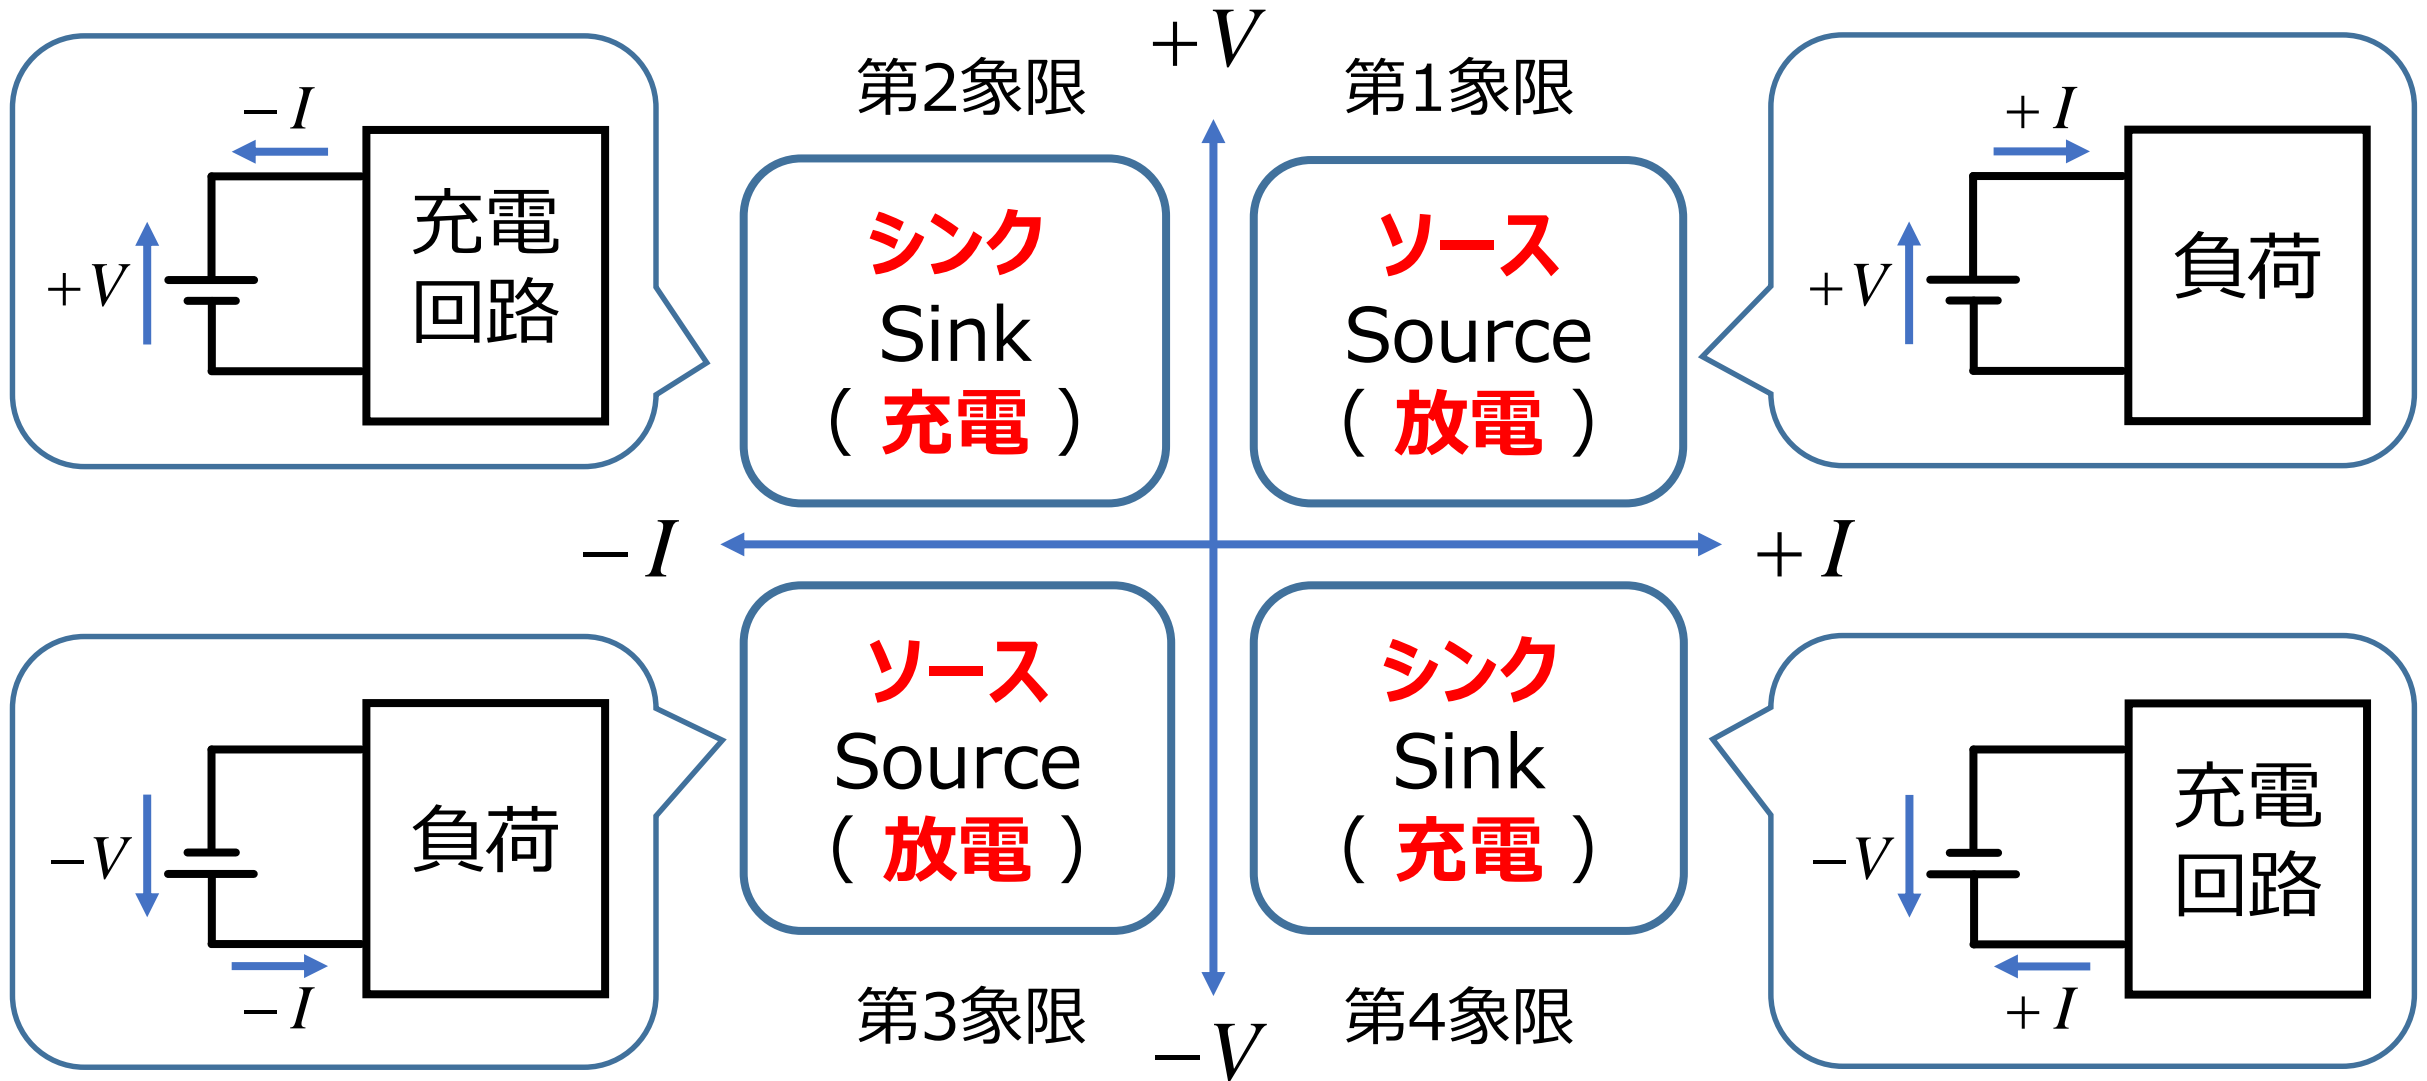 +V
第2象限
第1象限
−I
+V
充電
回路
シンク
Sink
(充電)
ソース
Source
(放電)
+I
+V
負荷
−I
+I
−V
負荷
−I
ソース
Source
(放電)
シンク
Sink
(充電)
−V
充電
回路
+I
第3象限
第4象限
−V